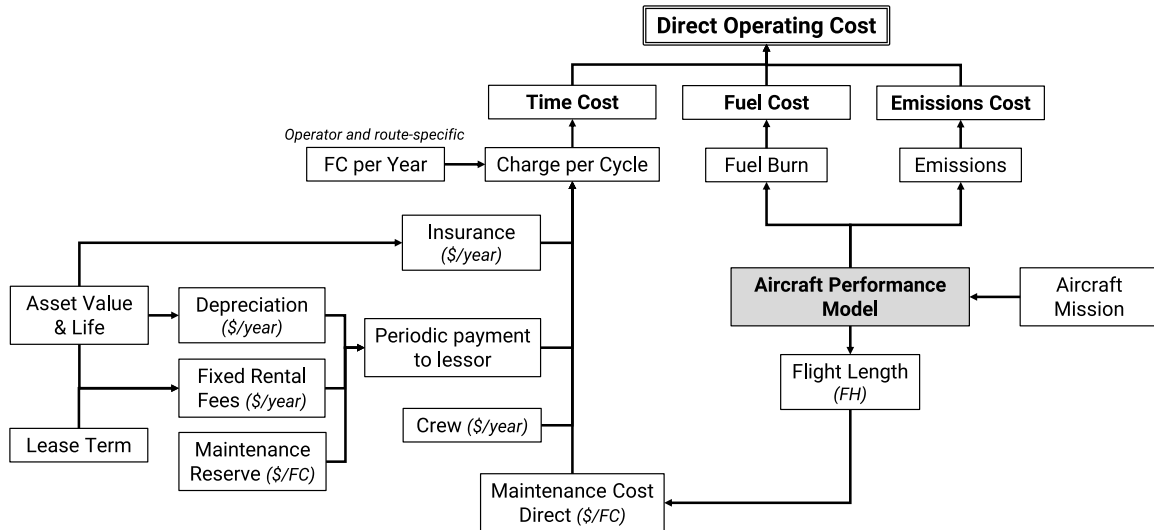 Direct Operating Cost
Time Cost
Fuel Cost
Emissions Cost
Operator and route-specific
FC per Year
Charge per Cycle
Fuel Burn
Emissions
Insurance
($/year)
Asset Value
& Life
Depreciation
($/year)
Periodic payment
to lessor
Aircraft Performance
Model
Aircraft
Mission
Fixed Rental
Fees ($/year)
Flight Length
(FH)
Lease Term
Maintenance
Reserve ($/FC)
Crew ($/year)
Maintenance Cost
Direct ($/FC)